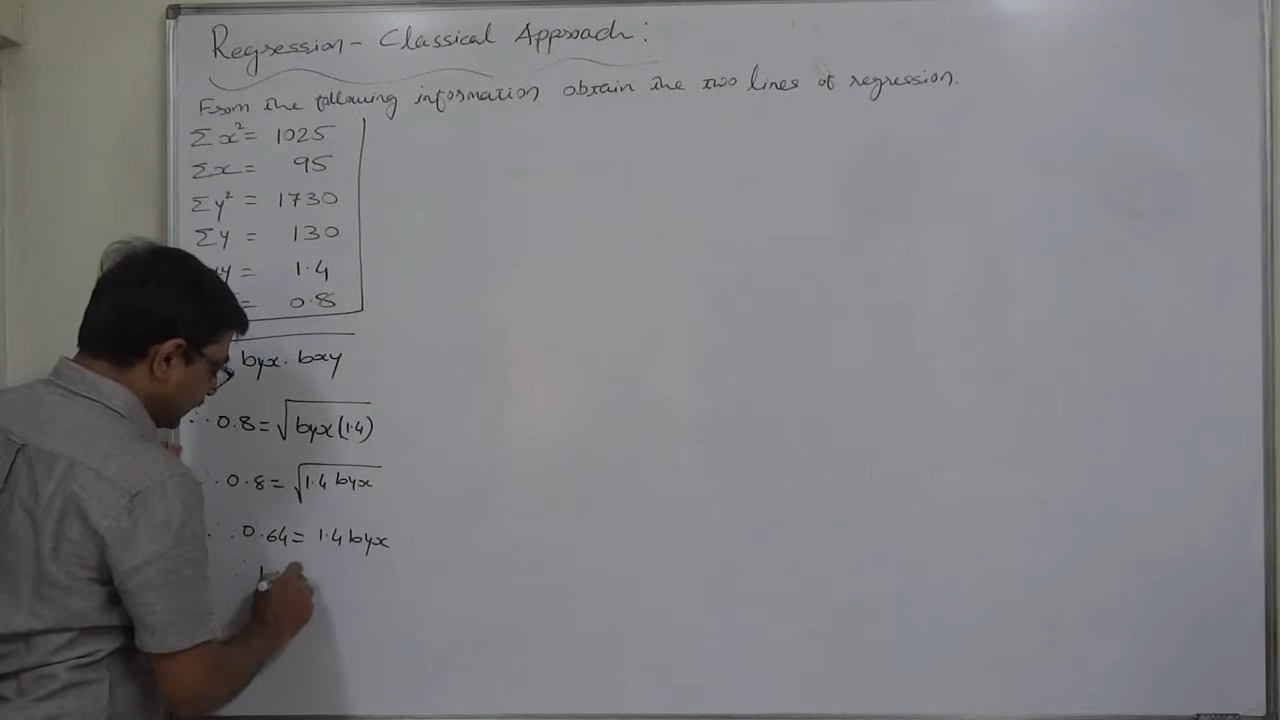 Regression - Classical Approach:
From the following information obtain the two lines of regression.
Σx² = 1025
Σx = 95
Σy² = 1730
Σy = 130
y = 1.4
= 0.8
byx. bxy
∴ 0.8 = √byx(1.4)
∴ 0.8 = √1.4 byx
∴ 0.64 = 1.4 byx
∴